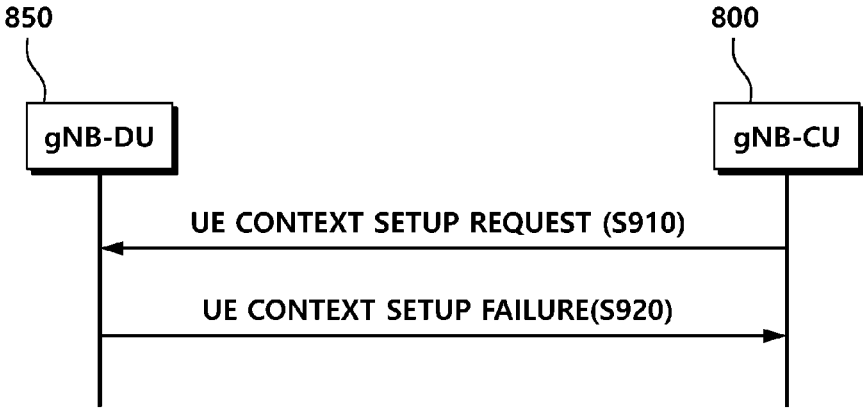 850
800
gNB-DU
gNB-CU
UE CONTEXT SETUP REQUEST (S910)
UE CONTEXT SETUP FAILURE(S920)